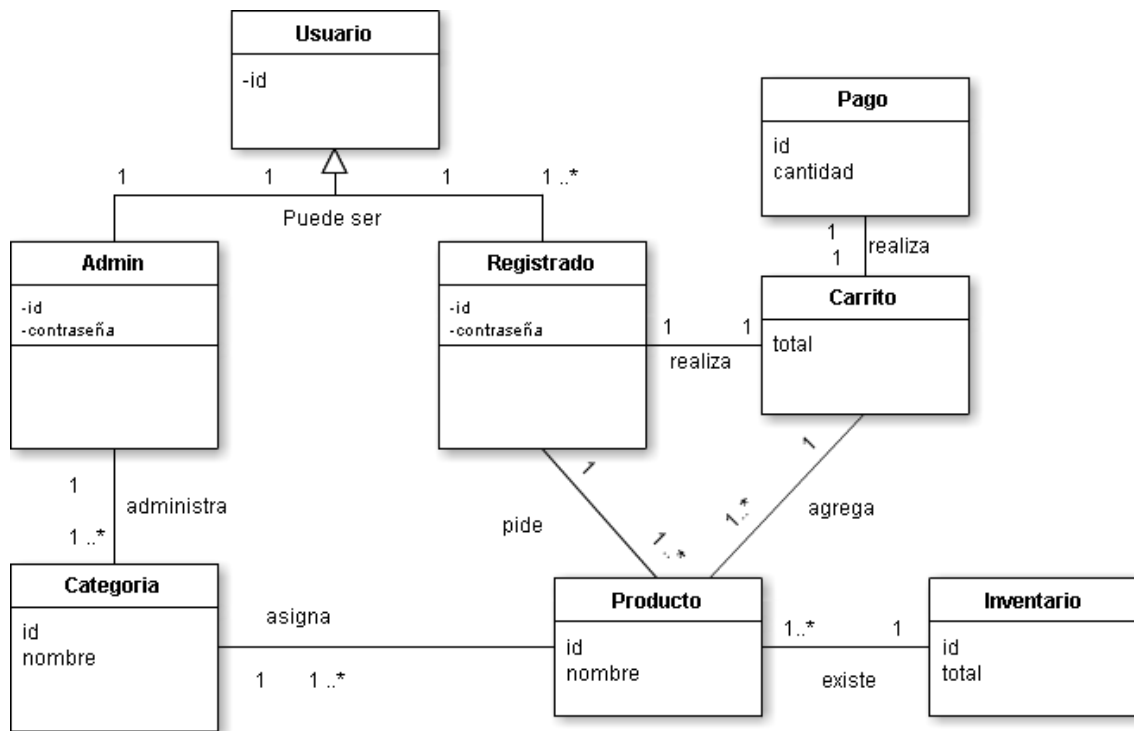 Usuario
-id
Pago
id
cantidad
1 1 1 1 ..*
Puede ser
1
realiza
1
Admin
-id
-contraseña
Registrado
-id
-contraseña
Carrito
total
1 1
realiza
1
administra
1 ..*
1
pide
1..*
1
agrega
1..*
Categoria
id
nombre
asigna
1 1 ..*
Producto
id
nombre
1..* 1
existe
Inventario
id
total